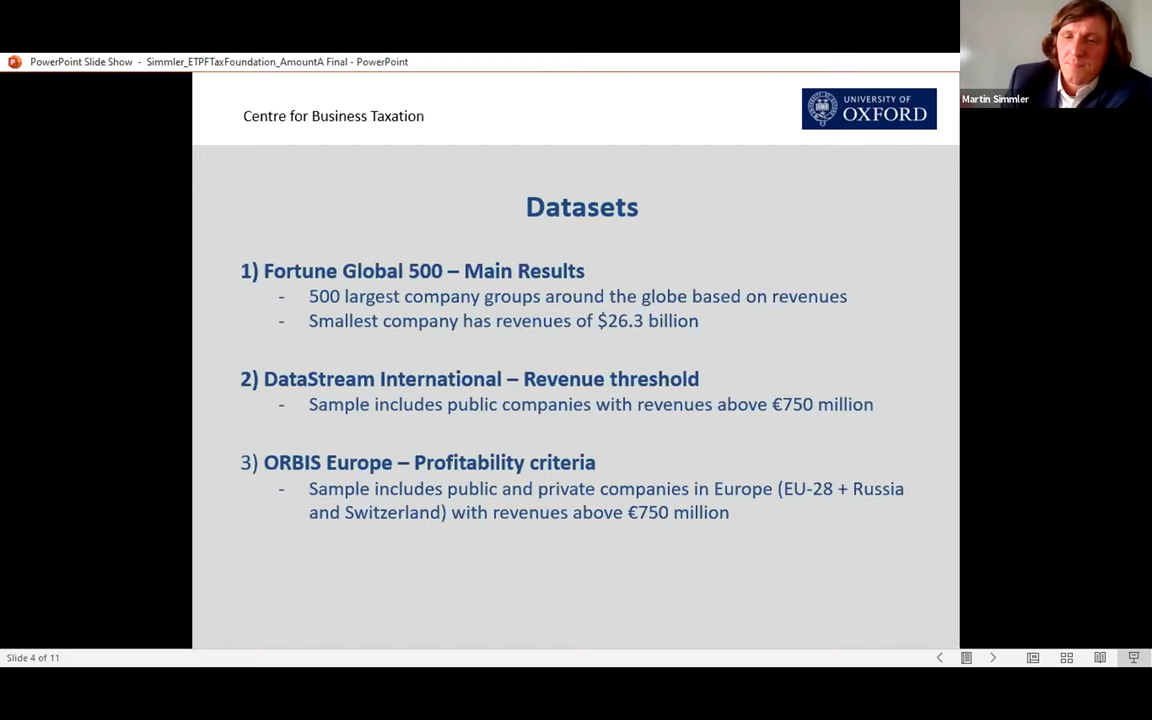 PowerPoint Slide Show - Simmler_ETPFTaxFoundation_AmountA Final - PowerPoint
Martin Simmler
Centre for Business Taxation
UNIVERSITY OF
OXFORD
Datasets
1) Fortune Global 500 – Main Results
- 500 largest company groups around the globe based on revenues
- Smallest company has revenues of $26.3 billion
2) DataStream International – Revenue threshold
- Sample includes public companies with revenues above €750 million
3) ORBIS Europe – Profitability criteria
- Sample includes public and private companies in Europe (EU-28 + Russia
and Switzerland) with revenues above €750 million
Slide 4 of 11